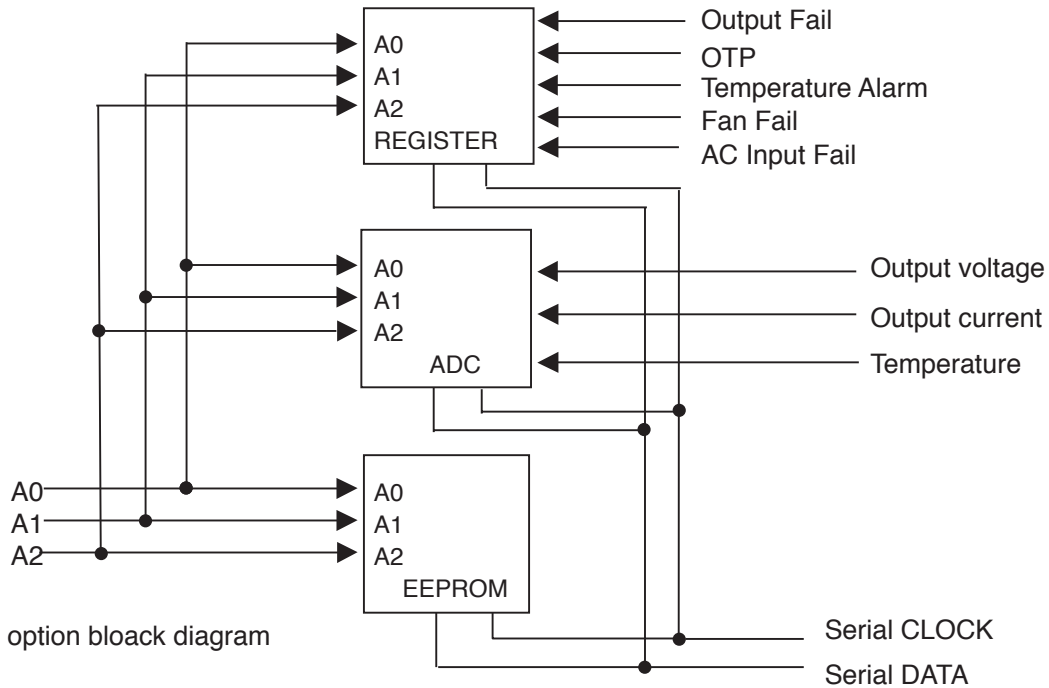 Output Fail
A0
OTP
A1
Temperature Alarm
A2
Fan Fail
REGISTER
AC Input Fail
A0
Output voltage
A1
Output current
A2
ADC
Temperature
A0
A0
A1
A1
A2
A2
EEPROM
option bloack diagram
Serial CLOCK
Serial DATA